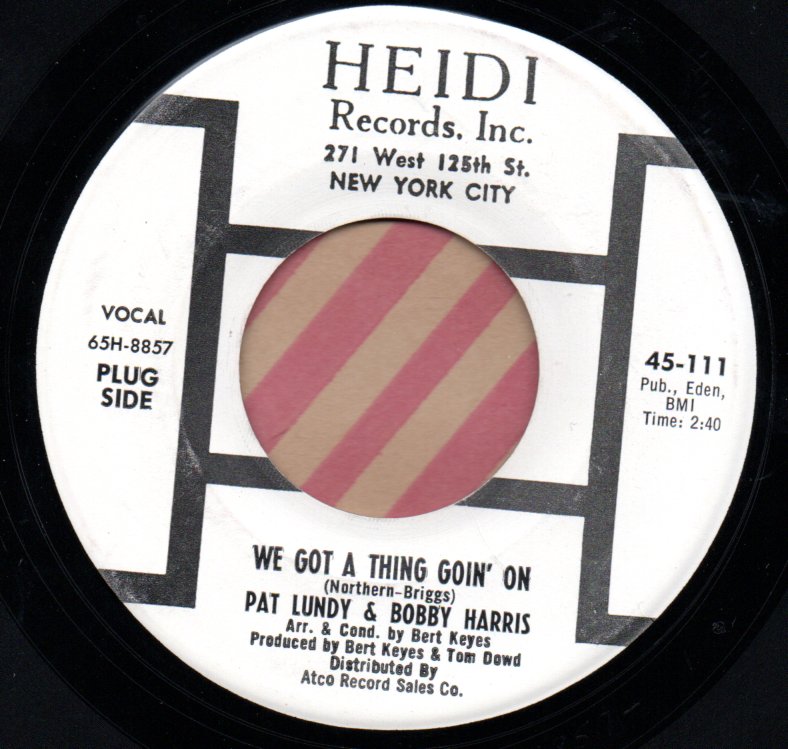 HEIDI
Records, Inc.
271 West 125th St.
NEW YORK CITY
VOCAL
65H-8857
PLUG
SIDE
45-111
Pub., Eden,
BMI
Time: 2:40
WE GOT A THING GOIN' ON
(Northern-Briggs)
PAT LUNDY & BOBBY HARRIS
Arr. & Cond. by Bert Keyes
Produced by Bert Keyes & Tom Dowd
Distributed By
Atco Record Sales Co.